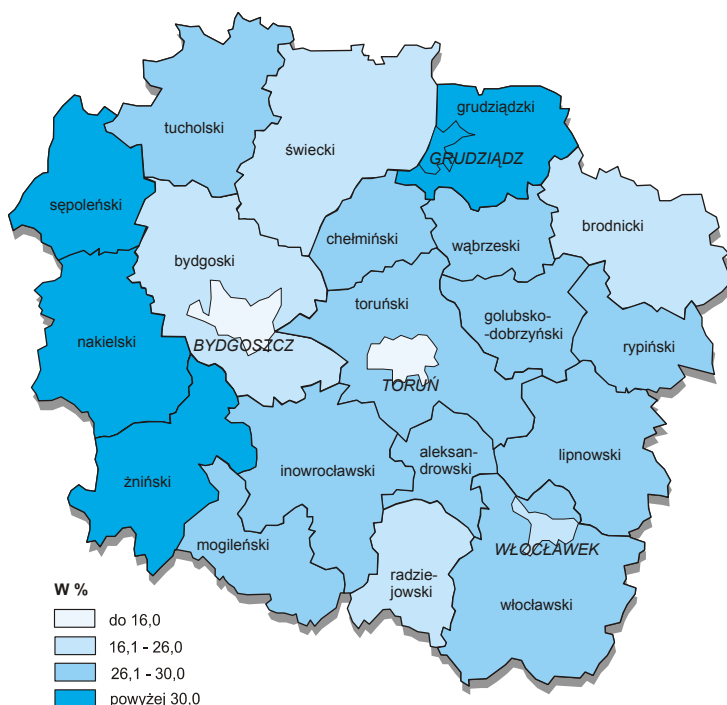 grudziądzki
tucholski
świecki
GRUDZIĄDZ
sępoleński
brodnicki
chełmiński
wąbrzeski
bydgoski
toruński
golubsko-
-dobrzyński
nakielski
BYDGOSZCZ
rypiński
TORUŃ
aleksan-
drowski
lipnowski
inowrocławski
żniński
mogileński
WŁOCŁAWEK
radzie-
jowski
włocławski
W %
do 16,0
16,1 - 26,0
26,1 - 30,0
powyżej 30,0